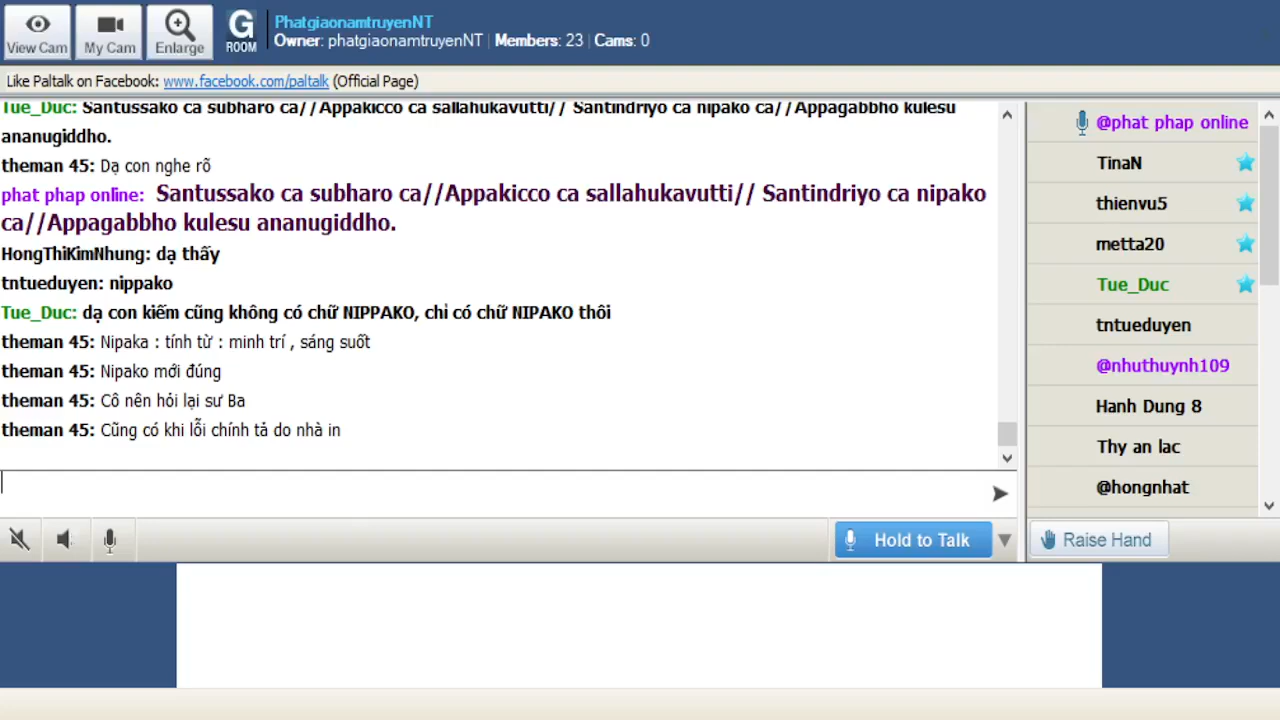 View Cam
My Cam
Enlarge
G
ROOM
PhatgiaonamtruyenNT
Owner: phatgiaonamtruyenNT | Members: 23 | Cams: 0
Like Paltalk on Facebook: www.facebook.com/paltalk (Official Page)
Tue_Duc: Santussako ca subharo ca//Appakicco ca sallahukavutti// Santindriyo ca nipako ca//Appagabbho kulesu
ananugiddho.
theman 45: Dạ con nghe rõ
phat phap online: Santussako ca subharo ca//Appakicco ca sallahukavutti// Santindriyo ca nipako
ca//Appagabbho kulesu ananugiddho.
HongThiKimNhung: dạ thấy
tntueduyen: nippako
Tue_Duc: dạ con kiếm cũng không có chữ NIPPAKO, chỉ có chữ NIPAKO thôi
theman 45: Nipaka : tính từ : minh trí , sáng suốt
theman 45: Nipako mới đúng
theman 45: Cô nên hỏi lại sư Ba
theman 45: Cũng có khi lỗi chính tả do nhà in
@phat phap online
TinaN
thienvu5
metta20
Tue_Duc
tntueduyen
@nhuthuynh109
Hanh Dung 8
Thy an lac
@hongnhat
Hold to Talk
Raise Hand